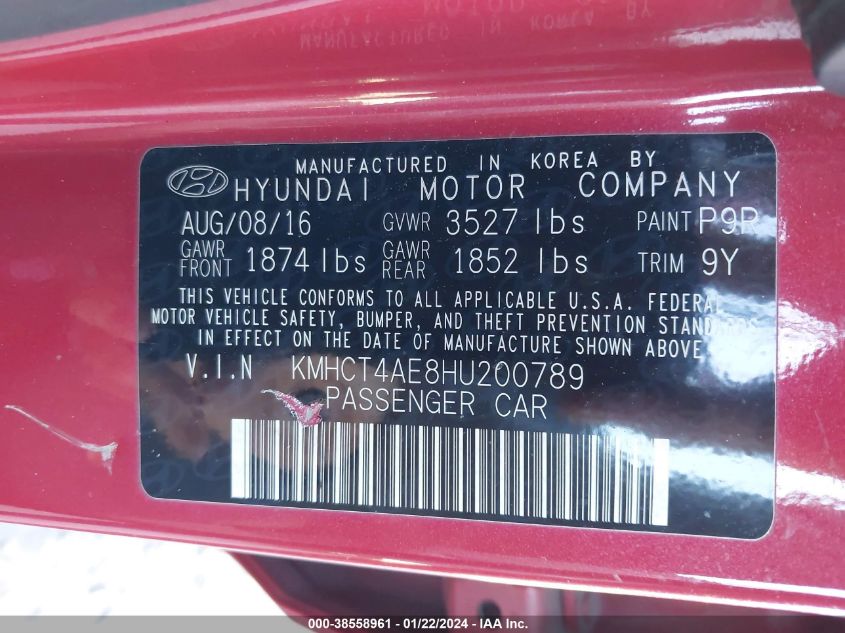 MANUFACTURED IN KOREA BY
HYUNDAI MOTOR COMPANY
AUG/08/16 GVWR 3527 lbs PAINT P9R
GAWR FRONT 1874 lbs GAWR REAR 1852 lbs TRIM 9Y
THIS VEHICLE CONFORMS TO ALL APPLICABLE U.S.A. FEDERAL
MOTOR VEHICLE SAFETY, BUMPER, AND THEFT PREVENTION STANDARDS
IN EFFECT ON THE DATE OF MANUFACTURE SHOWN ABOVE.
V.I.N KMHCT4AE8HU200789
PASSENGER CAR
000-38558961 - 01/22/2024 - IAA Inc.